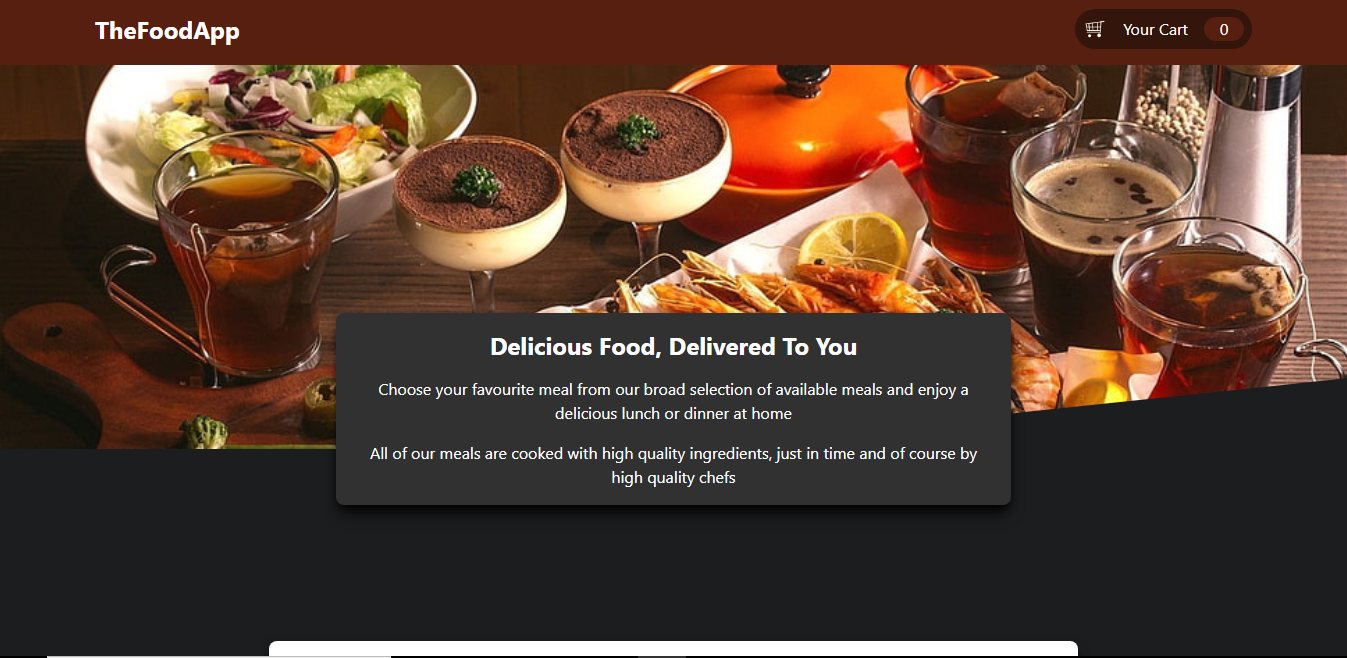 TheFoodApp
Your Cart 0
Delicious Food, Delivered To You
Choose your favourite meal from our broad selection of available meals and enjoy a
delicious lunch or dinner at home
All of our meals are cooked with high quality ingredients, just in time and of course by
high quality chefs